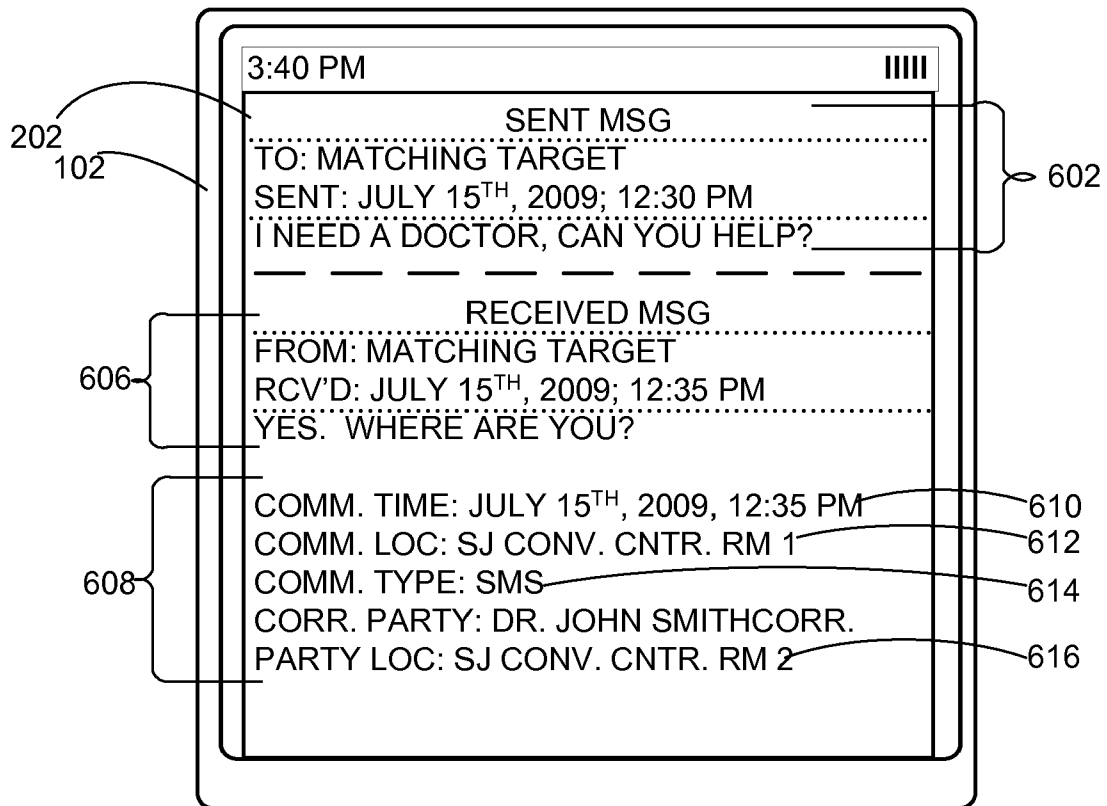 3:40 PM
SENT MSG
TO: MATCHING TARGET
SENT: JULY 15TH, 2009; 12:30 PM
I NEED A DOCTOR, CAN YOU HELP?
RECEIVED MSG
FROM: MATCHING TARGET
RCV'D: JULY 15TH, 2009; 12:35 PM
YES. WHERE ARE YOU?
COMM. TIME: JULY 15TH, 2009, 12:35 PM
COMM. LOC: SJ CONV. CNTR. RM 1
COMM. TYPE: SMS
CORR. PARTY: DR. JOHN SMITHCORR.
PARTY LOC: SJ CONV. CNTR. RM 2
202
102
602
606
608
610
612
614
616